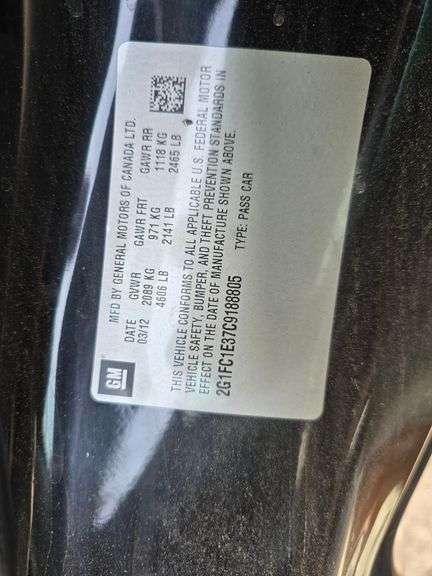 MFD BY GENERAL MOTORS OF CANADA LTD.
DATE GVWR GAWR FRT GAWR RR
03/12 2089 KG 971 KG 1118 KG
4606 LB 2141 LB 2465 LB
GM
THIS VEHICLE CONFORMS TO ALL APPLICABLE U.S. FEDERAL MOTOR
VEHICLE SAFETY, BUMPER, AND THEFT PREVENTION STANDARDS IN
EFFECT ON THE DATE OF MANUFACTURE SHOWN ABOVE.
2G1FC1E37C9188805 TYPE: PASS CAR